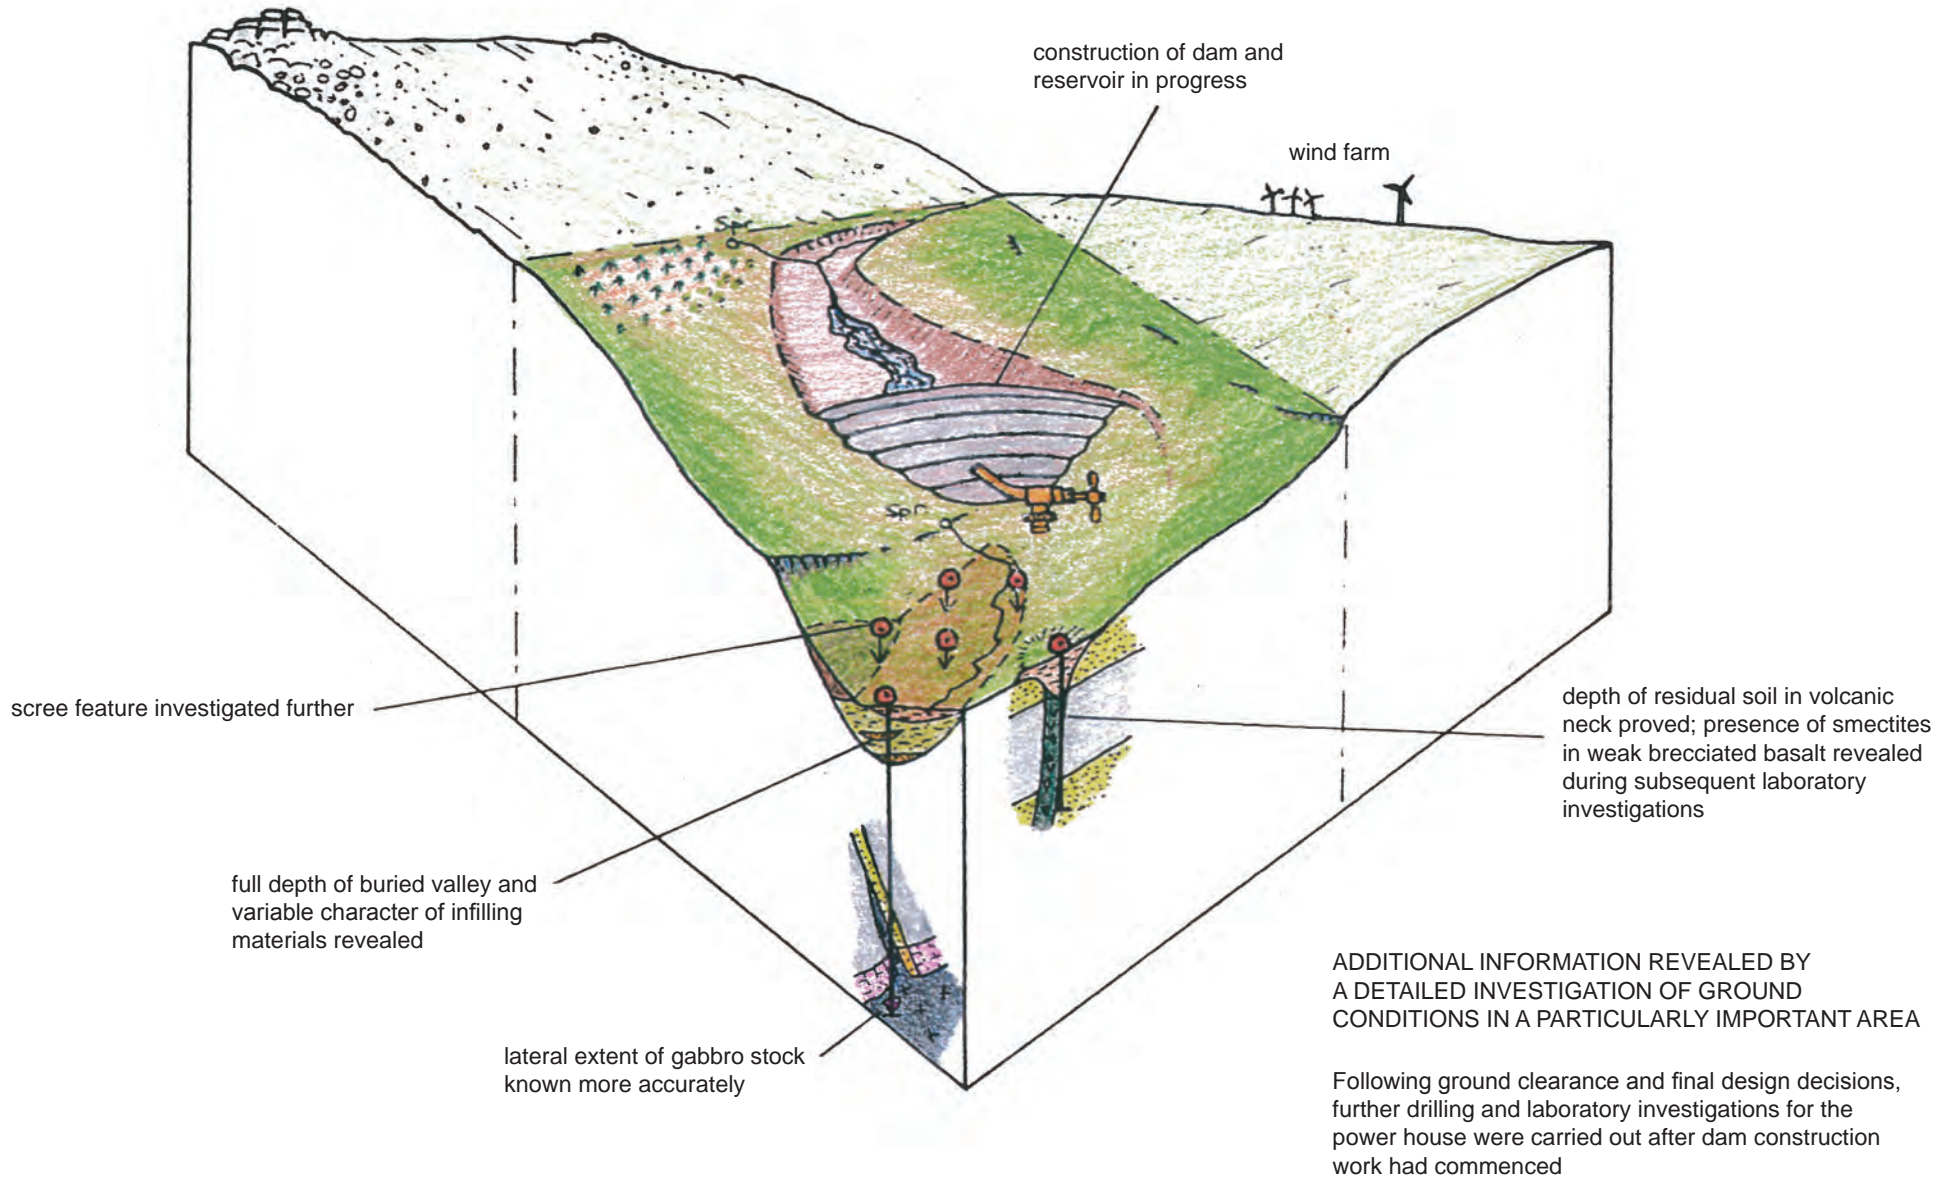 construction of dam and
reservoir in progress
wind farm
Spr
Spr
scree feature investigated further
depth of residual soil in volcanic
neck proved; presence of smectites
in weak brecciated basalt revealed
during subsequent laboratory
investigations
full depth of buried valley and
variable character of infilling
materials revealed
lateral extent of gabbro stock
known more accurately
ADDITIONAL INFORMATION REVEALED BY
A DETAILED INVESTIGATION OF GROUND
CONDITIONS IN A PARTICULARLY IMPORTANT AREA
Following ground clearance and final design decisions,
further drilling and laboratory investigations for the
power house were carried out after dam construction
work had commenced